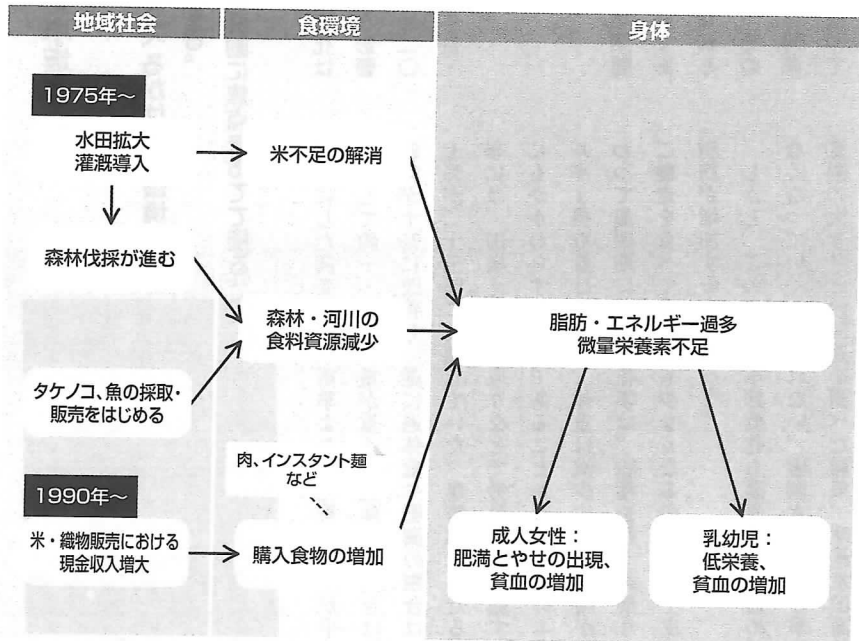 地域社会
食環境
身体
1975年～
水田拡大
灌漑導入
米不足の解消
森林伐採が進む
森林・河川の
食料資源減少
脂肪・エネルギー過多
微量栄養素不足
タケノコ、魚の採取・
販売をはじめる
肉、インスタント麺
など
1990年～
米・織物販売における
現金収入増大
購入食物の増加
成人女性：
肥満とやせの出現、
貧血の増加
乳幼児：
低栄養、
貧血の増加